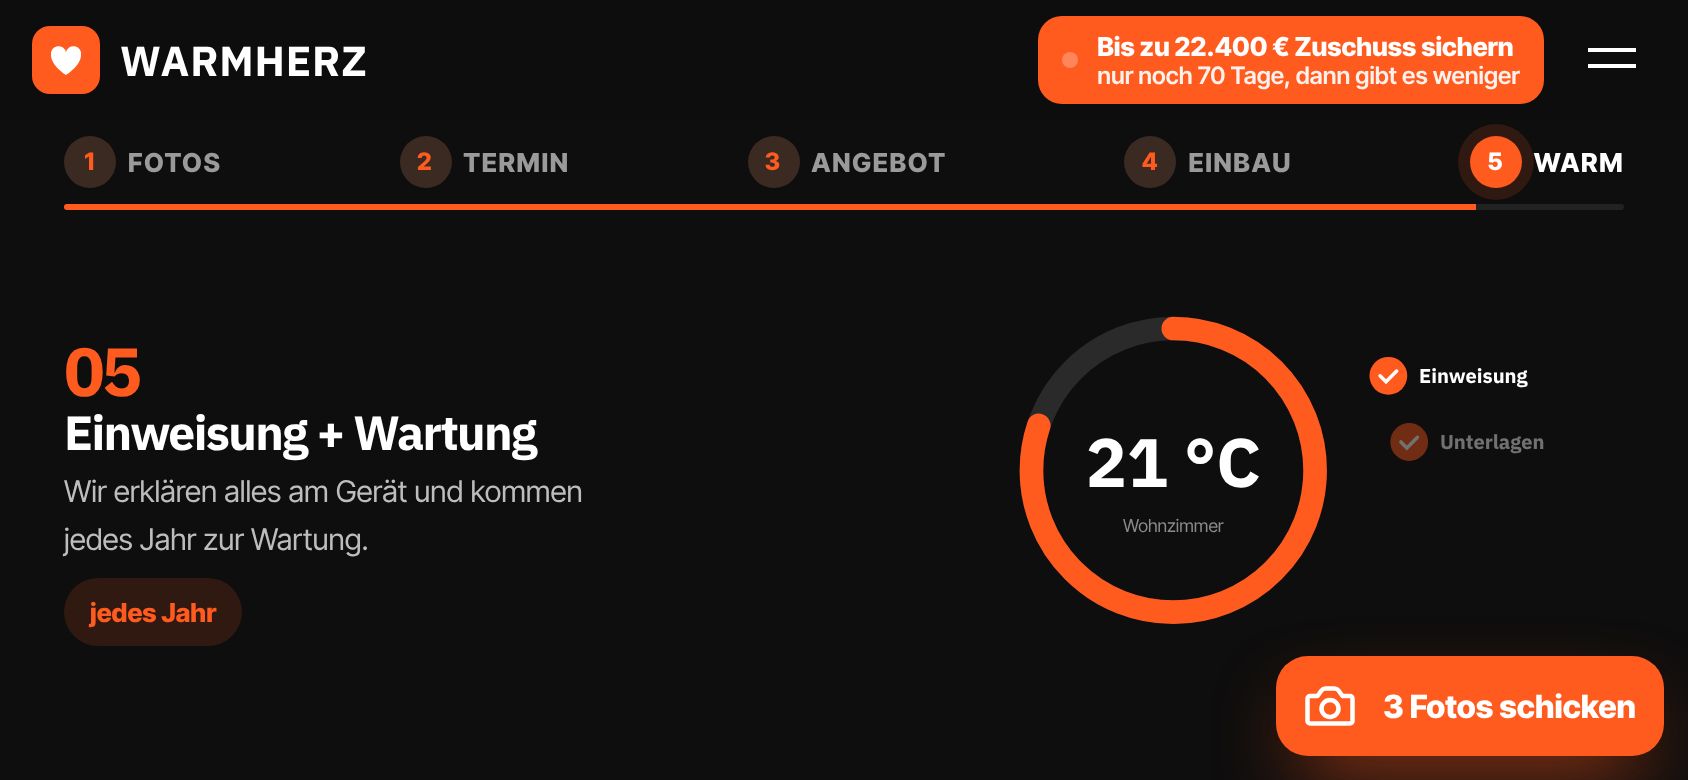 WARMHERZ
Bis zu 22.400 € Zuschuss sichern
nur noch 70 Tage, dann gibt es weniger
1 FOTOS
2 TERMIN
3 ANGEBOT
4 EINBAU
5 WARM
05
Einweisung + Wartung
Wir erklären alles am Gerät und kommen
jedes Jahr zur Wartung.
jedes Jahr
21 °C
Wohnzimmer
Einweisung
Unterlagen
3 Fotos schicken